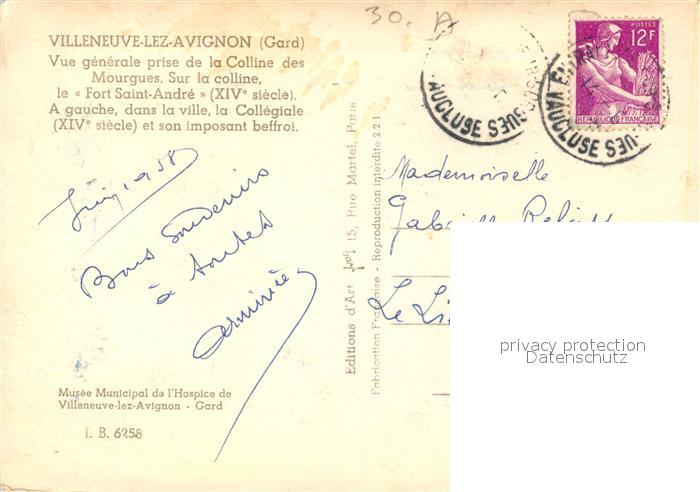 30. A
VILLENEUVE-LEZ-AVIGNON (Gard)
Vue générale prise de la Colline des
Mourgues. Sur la colline,
le « Fort Saint-André » (XIVe siècle).
A gauche, dans la ville, la Collégiale
(XIVe siècle) et son imposant beffroi.
1958
Bons Souvenirs
à toutes
Musée Municipal de l'Hospice de
Villeneuve-lez-Avignon - Gard
I. B. 6258
Editions d'Art 15, Rue Martel, Paris
Fabrication Française - Reproduction interdite 221
VAUCLUSE
VAUCLUSE
POSTES
12F
REPUBLIQUE FRANÇAISE
Mademoiselle
privacy protection
Datenschutz